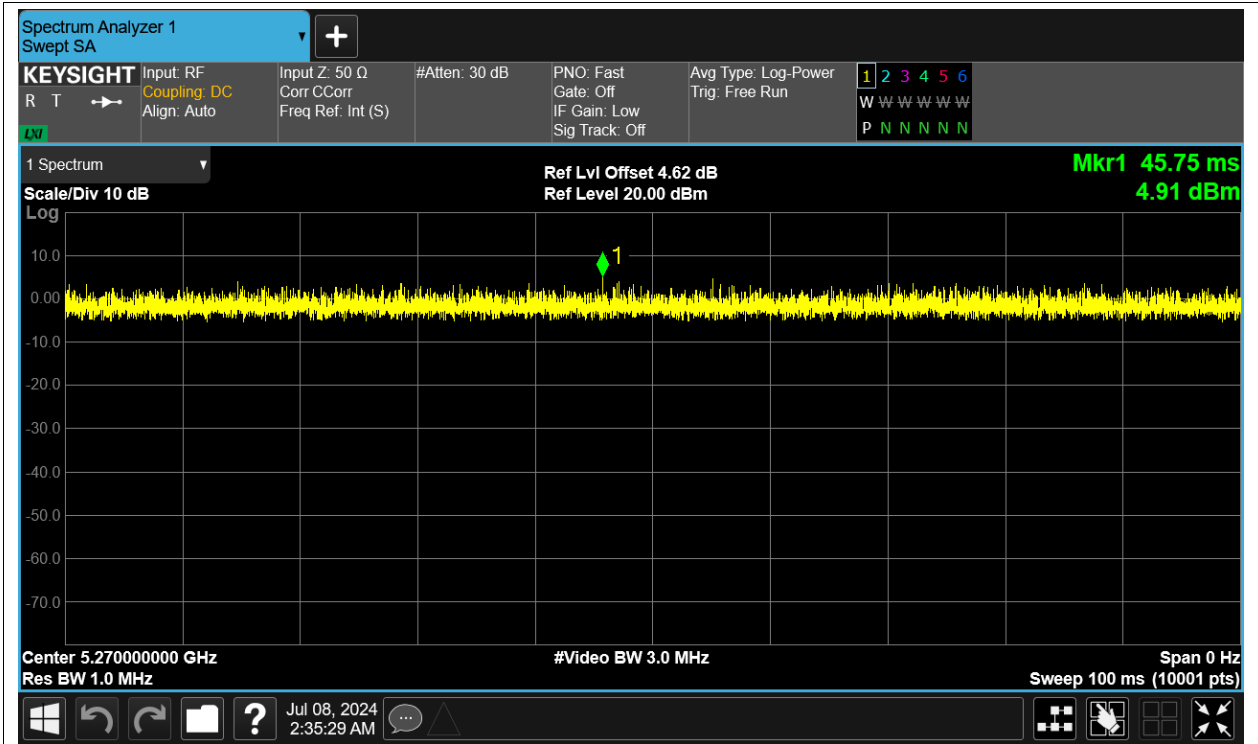 Spectrum Analyzer 1
Swept SA
KEYSIGHT
R T
LXI
Input: RF
Coupling: DC
Align: Auto
Input Z: 50 Ω
Corr CCorr
Freq Ref: Int (S)
#Atten: 30 dB
PNO: Fast
Gate: Off
IF Gain: Low
Sig Track: Off
Avg Type: Log-Power
Trig: Free Run
1 2 3 4 5 6
W W W W W W
P N N N N N
1 Spectrum
Scale/Div 10 dB
Log
Ref Lvl Offset 4.62 dB
Ref Level 20.00 dBm
Mkr1 45.75 ms
4.91 dBm
1
10.0
0.00
-10.0
-20.0
-30.0
-40.0
-50.0
-60.0
-70.0
Center 5.270000000 GHz
Res BW 1.0 MHz
#Video BW 3.0 MHz
Span 0 Hz
Sweep 100 ms (10001 pts)
?
Jul 08, 2024
2:35:29 AM